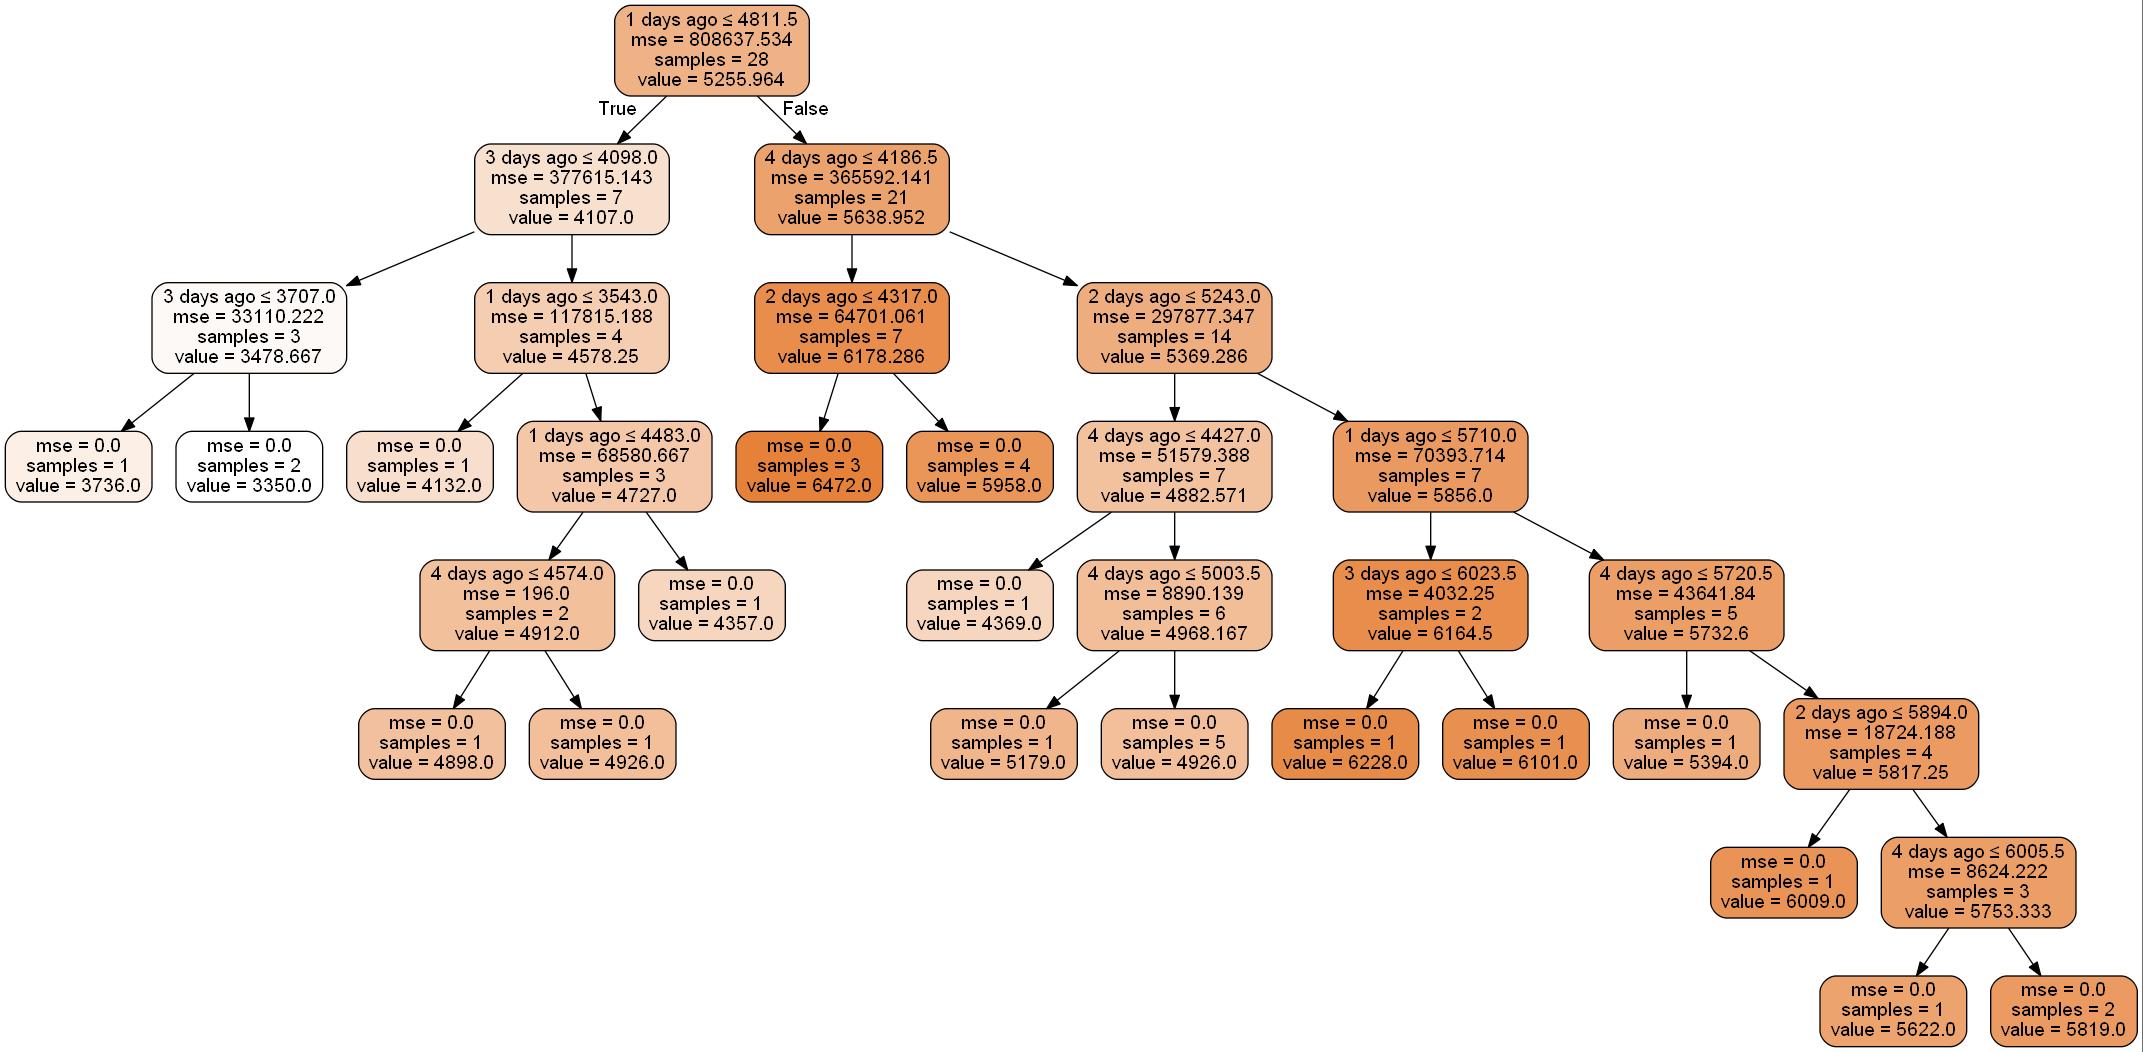 1 days ago ≤ 4811.5
mse = 808637.534
samples = 28
value = 5255.964
True
False
3 days ago ≤ 4098.0
mse = 377615.143
samples = 7
value = 4107.0
4 days ago ≤ 4186.5
mse = 365592.141
samples = 21
value = 5638.952
3 days ago ≤ 3707.0
mse = 33110.222
samples = 3
value = 3478.667
1 days ago ≤ 3543.0
mse = 117815.188
samples = 4
value = 4578.25
2 days ago ≤ 4317.0
mse = 64701.061
samples = 7
value = 6178.286
2 days ago ≤ 5243.0
mse = 297877.347
samples = 14
value = 5369.286
mse = 0.0
samples = 1
value = 3736.0
mse = 0.0
samples = 2
value = 3350.0
mse = 0.0
samples = 1
value = 4132.0
1 days ago ≤ 4483.0
mse = 68580.667
samples = 3
value = 4727.0
mse = 0.0
samples = 3
value = 6472.0
mse = 0.0
samples = 4
value = 5958.0
4 days ago ≤ 4427.0
mse = 51579.388
samples = 7
value = 4882.571
1 days ago ≤ 5710.0
mse = 70393.714
samples = 7
value = 5856.0
4 days ago ≤ 4574.0
mse = 196.0
samples = 2
value = 4912.0
mse = 0.0
samples = 1
value = 4357.0
mse = 0.0
samples = 1
value = 4369.0
4 days ago ≤ 5003.5
mse = 8890.139
samples = 6
value = 4968.167
3 days ago ≤ 6023.5
mse = 4032.25
samples = 2
value = 6164.5
4 days ago ≤ 5720.5
mse = 43641.84
samples = 5
value = 5732.6
mse = 0.0
samples = 1
value = 4898.0
mse = 0.0
samples = 1
value = 4926.0
mse = 0.0
samples = 1
value = 5179.0
mse = 0.0
samples = 5
value = 4926.0
mse = 0.0
samples = 1
value = 6228.0
mse = 0.0
samples = 1
value = 6101.0
mse = 0.0
samples = 1
value = 5394.0
2 days ago ≤ 5894.0
mse = 18724.188
samples = 4
value = 5817.25
mse = 0.0
samples = 1
value = 6009.0
4 days ago ≤ 6005.5
mse = 8624.222
samples = 3
value = 5753.333
mse = 0.0
samples = 1
value = 5622.0
mse = 0.0
samples = 2
value = 5819.0